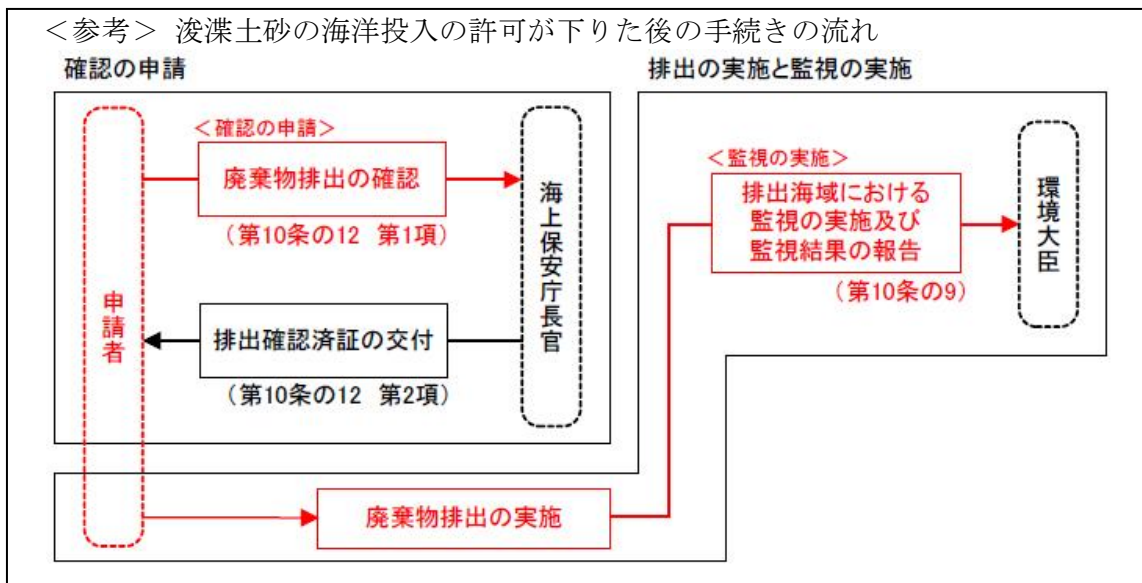 ＜参考＞ 浚渫土砂の海洋投入の許可が下りた後の手続きの流れ
確認の申請
＜確認の申請＞
廃棄物排出の確認
（第10条の12 第1項）
申請者
海上保安庁長官
排出確認済証の交付
（第10条の12 第2項）
排出の実施と監視の実施
＜監視の実施＞
排出海域における
監視の実施及び
監視結果の報告
（第10条の9）
環境大臣
廃棄物排出の実施